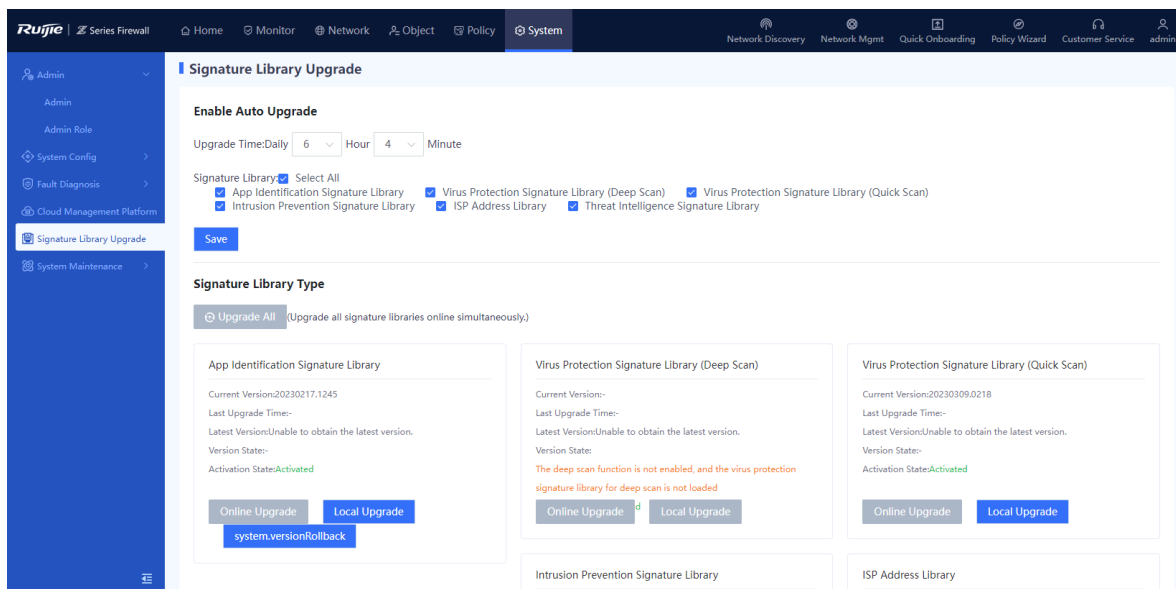 Ruijie | Z Series Firewall
Home
Monitor
Network
Object
Policy
System
Network Discovery
Network Mgmt
Quick Onboarding
Policy Wizard
Customer Service
admin
Admin
Admin
Admin Role
System Config
Fault Diagnosis
Cloud Management Platform
Signature Library Upgrade
System Maintenance
Signature Library Upgrade
Enable Auto Upgrade
Upgrade Time:Daily 6 Hour 4 Minute
Signature Library: Select All
App Identification Signature Library Virus Protection Signature Library (Deep Scan) Virus Protection Signature Library (Quick Scan)
Intrusion Prevention Signature Library ISP Address Library Threat Intelligence Signature Library
Save
Signature Library Type
Upgrade All (Upgrade all signature libraries online simultaneously.)
App Identification Signature Library
Current Version:20230217.1245
Last Upgrade Time:-
Latest Version:Unable to obtain the latest version.
Version State:-
Activation State:Activated
Online Upgrade Local Upgrade
system.versionRollback
Virus Protection Signature Library (Deep Scan)
Current Version:-
Last Upgrade Time:-
Latest Version:Unable to obtain the latest version.
Version State:
The deep scan function is not enabled, and the virus protection
signature library for deep scan is not loaded
d
Online Upgrade Local Upgrade
Virus Protection Signature Library (Quick Scan)
Current Version:20230309.0218
Last Upgrade Time:-
Latest Version:Unable to obtain the latest version.
Version State:-
Activation State:Activated
Online Upgrade Local Upgrade
Intrusion Prevention Signature Library
ISP Address Library